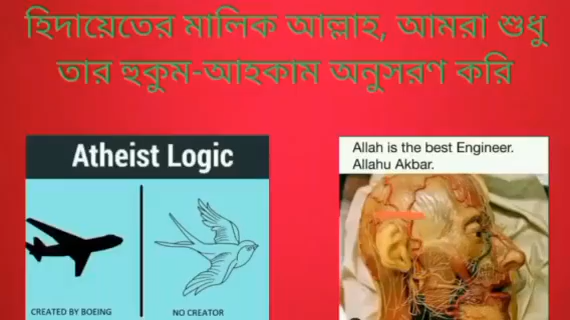 হিদায়েতের মালিক আল্লাহ, আমরা শুধু
তার হুকুম-আহকাম অনুসরণ করি
Atheist Logic
CREATED BY BOEING
NO CREATOR
Allah is the best Engineer.
Allahu Akbar.